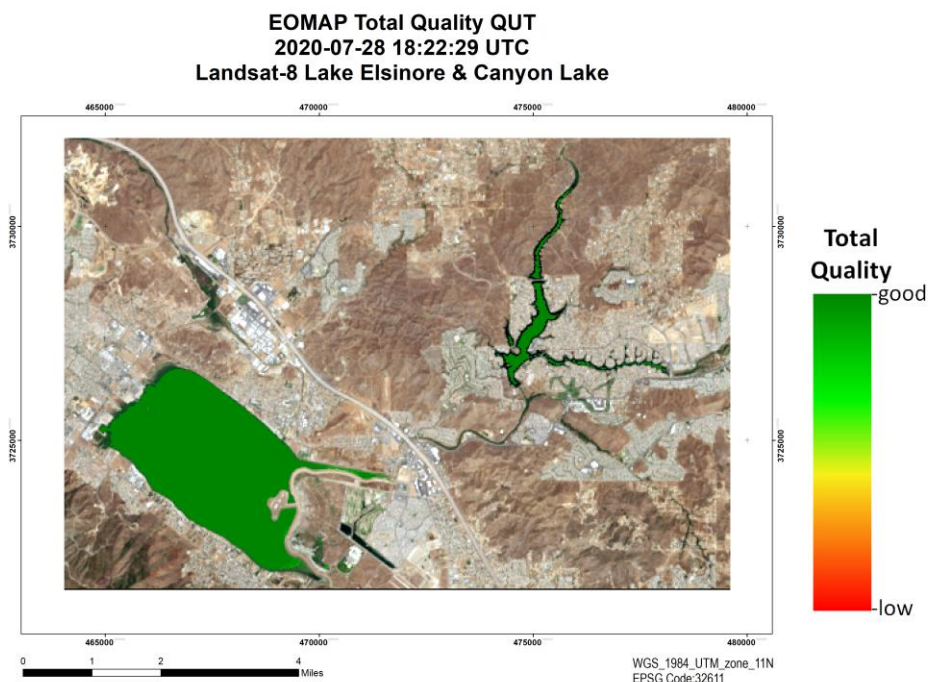 EOMAP Total Quality QUT
2020-07-28 18:22:29 UTC
Landsat-8 Lake Elsinore & Canyon Lake
465000 470000 475000 480000
3730000 3730000
3725000 3725000
Total
Quality
good
low
465000 470000 475000 480000
0 1 2 4
Miles
WGS_1984_UTM_zone_11N
EPSG Code:32611